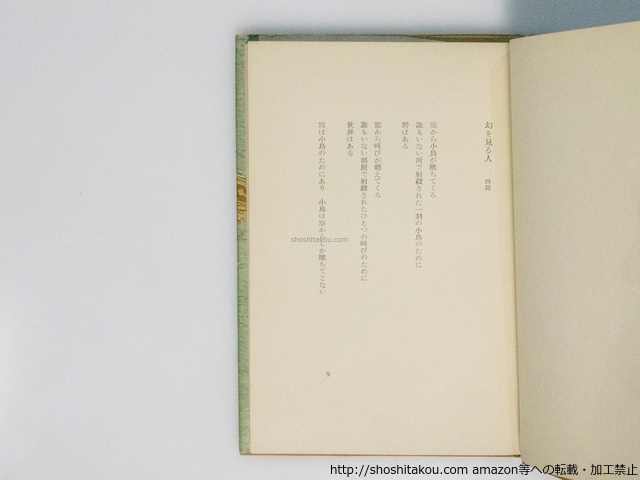 幻を見る人　四篇
空から小鳥が堕ちてくる
誰もいない所で射殺された一羽の小鳥のために
野はある
窓から叫びが聴えてくる
誰もいない部屋で射殺されたひとつの叫びのために
世界はある
空は小鳥のためにあり　小鳥は空からしか堕ちてこない
9
shoshitakou.com
http://shoshitakou.com amazon等への転載・加工禁止